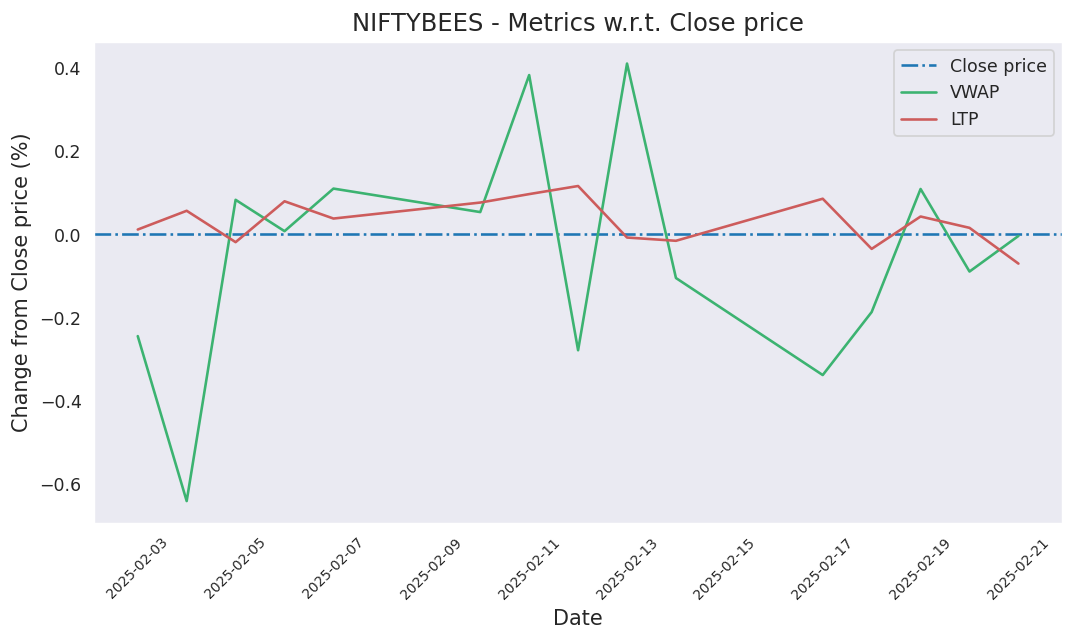 NIFTYBEES - Metrics w.r.t. Close price
Close price
VWAP
LTP
Change from Close price (%)
0.4
0.2
0.0
−0.2
−0.4
−0.6
2025-02-03
2025-02-05
2025-02-07
2025-02-09
2025-02-11
2025-02-13
2025-02-15
2025-02-17
2025-02-19
2025-02-21
Date